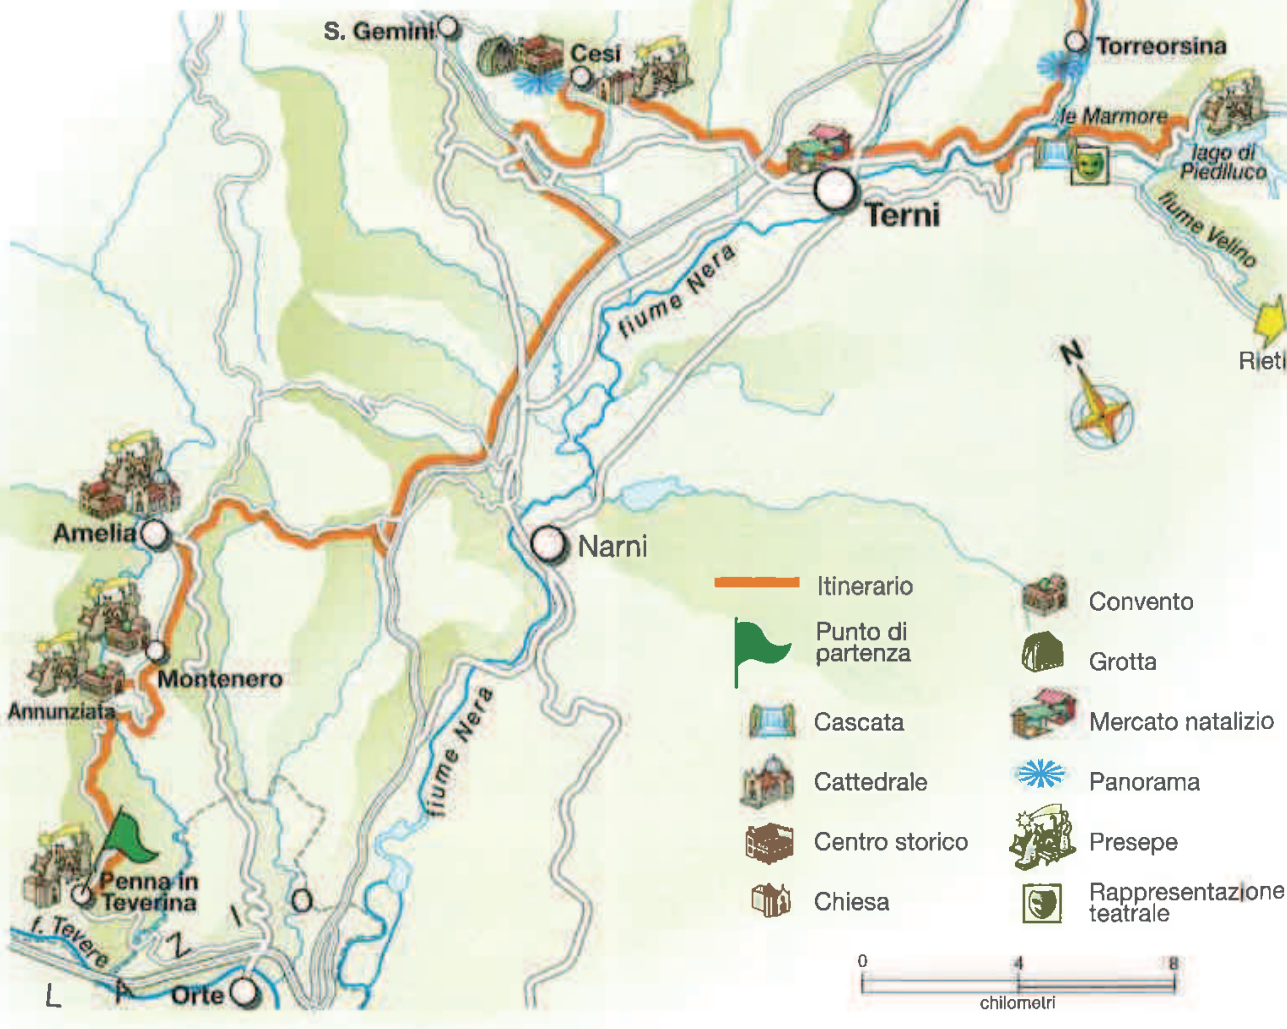 S. Gemini
Cesi
Torreorsina
le Marmore
lago di
Piediluco
Terni
fiume Velino
fiume Nera
Rieti
N
Amelia
Narni
Montenero
Annunziata
fiume Nera
Penna in
Teverina
f. Tevere
L A Z I O
Orte
Itinerario
Punto di
partenza
Cascata
Cattedrale
Centro storico
Chiesa
Convento
Grotta
Mercato natalizio
Panorama
Presepe
Rappresentazione
teatrale
0 4 8
chilometri